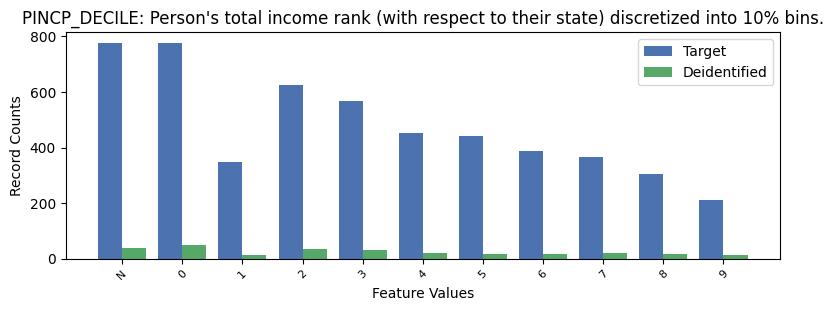 PINCP_DECILE: Person's total income rank (with respect to their state) discretized into 10% bins.
800
600
400
200
0
Record Counts
Target
Deidentified
N 0 1 2 3 4 5 6 7 8 9
Feature Values